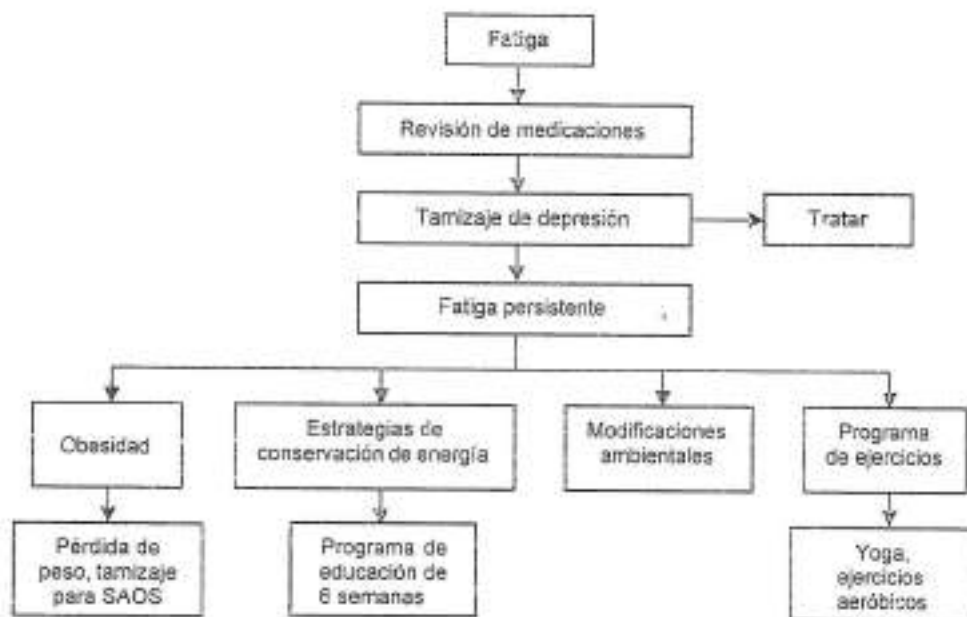 Fatiga
Revisión de medicaciones
Tamizaje de depresión
Tratar
Fatiga persistente
Obesidad
Estrategias de
conservación de energía
Modificaciones
ambientales
Programa
de ejercicios
Pérdida de
peso, tamizaje
para SAOS
Programa de
educación de
6 semanas
Yoga,
ejercicios
aeróbicos